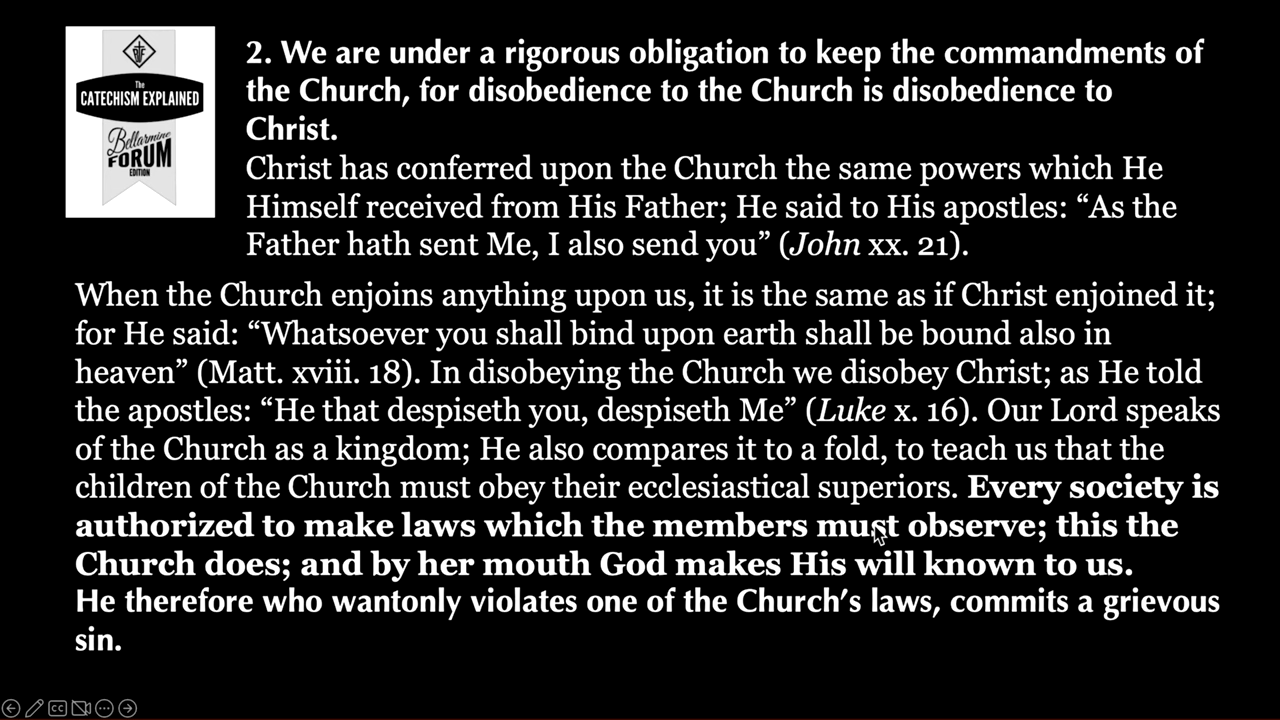 The
CATECHISM EXPLAINED
Bellarmine
FORUM
EDITION
2. We are under a rigorous obligation to keep the commandments of
the Church, for disobedience to the Church is disobedience to
Christ.
Christ has conferred upon the Church the same powers which He
Himself received from His Father; He said to His apostles: “As the
Father hath sent Me, I also send you” (John xx. 21).
When the Church enjoins anything upon us, it is the same as if Christ enjoined it;
for He said: “Whatsoever you shall bind upon earth shall be bound also in
heaven” (Matt. xviii. 18). In disobeying the Church we disobey Christ; as He told
the apostles: “He that despiseth you, despiseth Me” (Luke x. 16). Our Lord speaks
of the Church as a kingdom; He also compares it to a fold, to teach us that the
children of the Church must obey their ecclesiastical superiors. Every society is
authorized to make laws which the members must observe; this the
Church does; and by her mouth God makes His will known to us.
He therefore who wantonly violates one of the Church’s laws, commits a grievous
sin.
CC